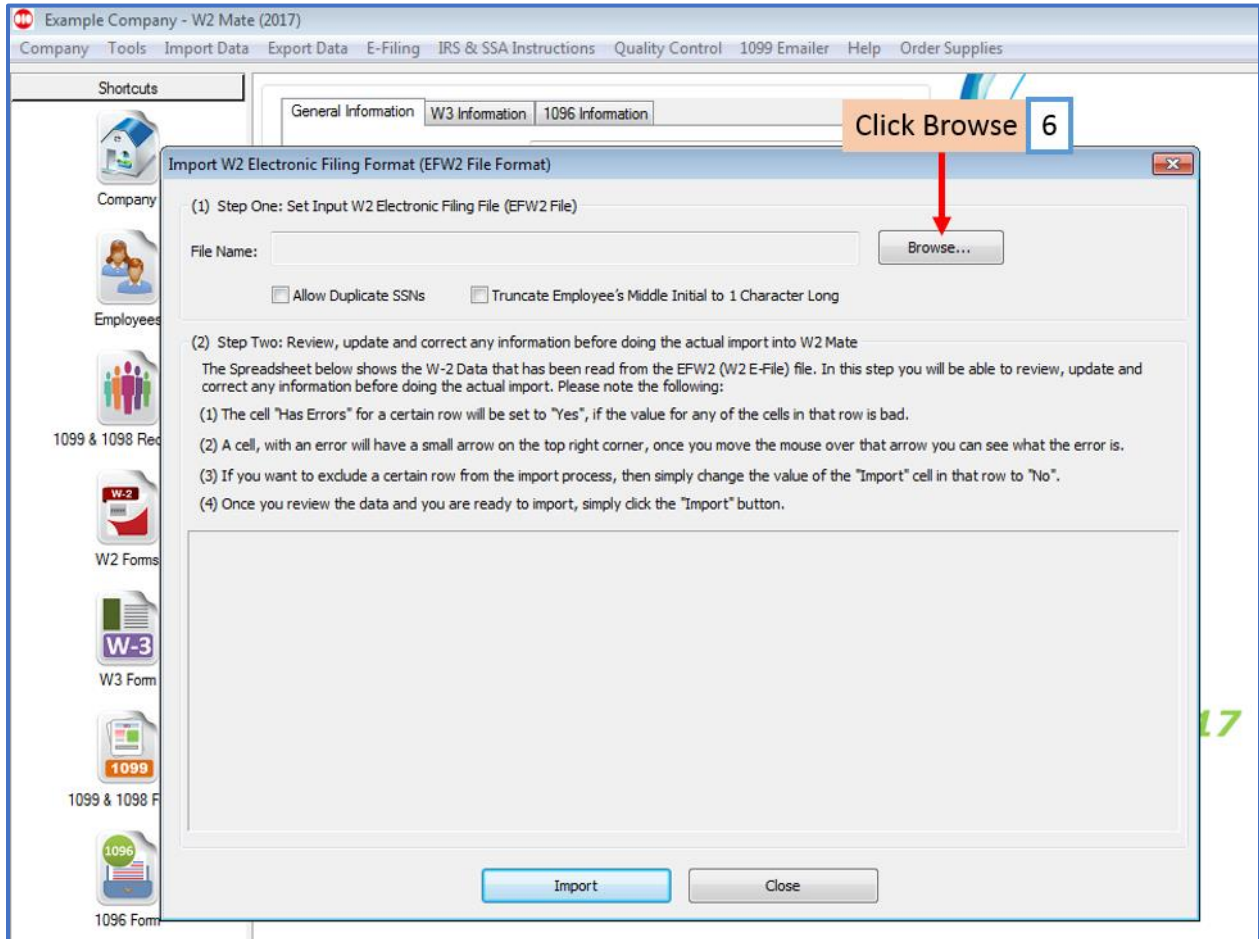 Example Company - W2 Mate (2017)
Company Tools Import Data Export Data E-Filing IRS & SSA Instructions Quality Control 1099 Emailer Help Order Supplies
Shortcuts
General Information W3 Information 1096 Information
Click Browse 6
Import W2 Electronic Filing Format (EFW2 File Format)
Company
(1) Step One: Set Input W2 Electronic Filing File (EFW2 File)
File Name: Browse...
Allow Duplicate SSNs Truncate Employee's Middle Initial to 1 Character Long
Employees
(2) Step Two: Review, update and correct any information before doing the actual import into W2 Mate
The Spreadsheet below shows the W-2 Data that has been read from the EFW2 (W2 E-File) file. In this step you will be able to review, update and
correct any information before doing the actual import. Please note the following:
(1) The cell "Has Errors" for a certain row will be set to "Yes", if the value for any of the cells in that row is bad.
1099 & 1098 Rec
(2) A cell, with an error will have a small arrow on the top right corner, once you move the mouse over that arrow you can see what the error is.
(3) If you want to exclude a certain row from the import process, then simply change the value of the "Import" cell in that row to "No".
W-2
(4) Once you review the data and you are ready to import, simply click the "Import" button.
W2 Forms
W-3
W3 Form
17
1099
1099 & 1098 F
1096
Import Close
1096 Form